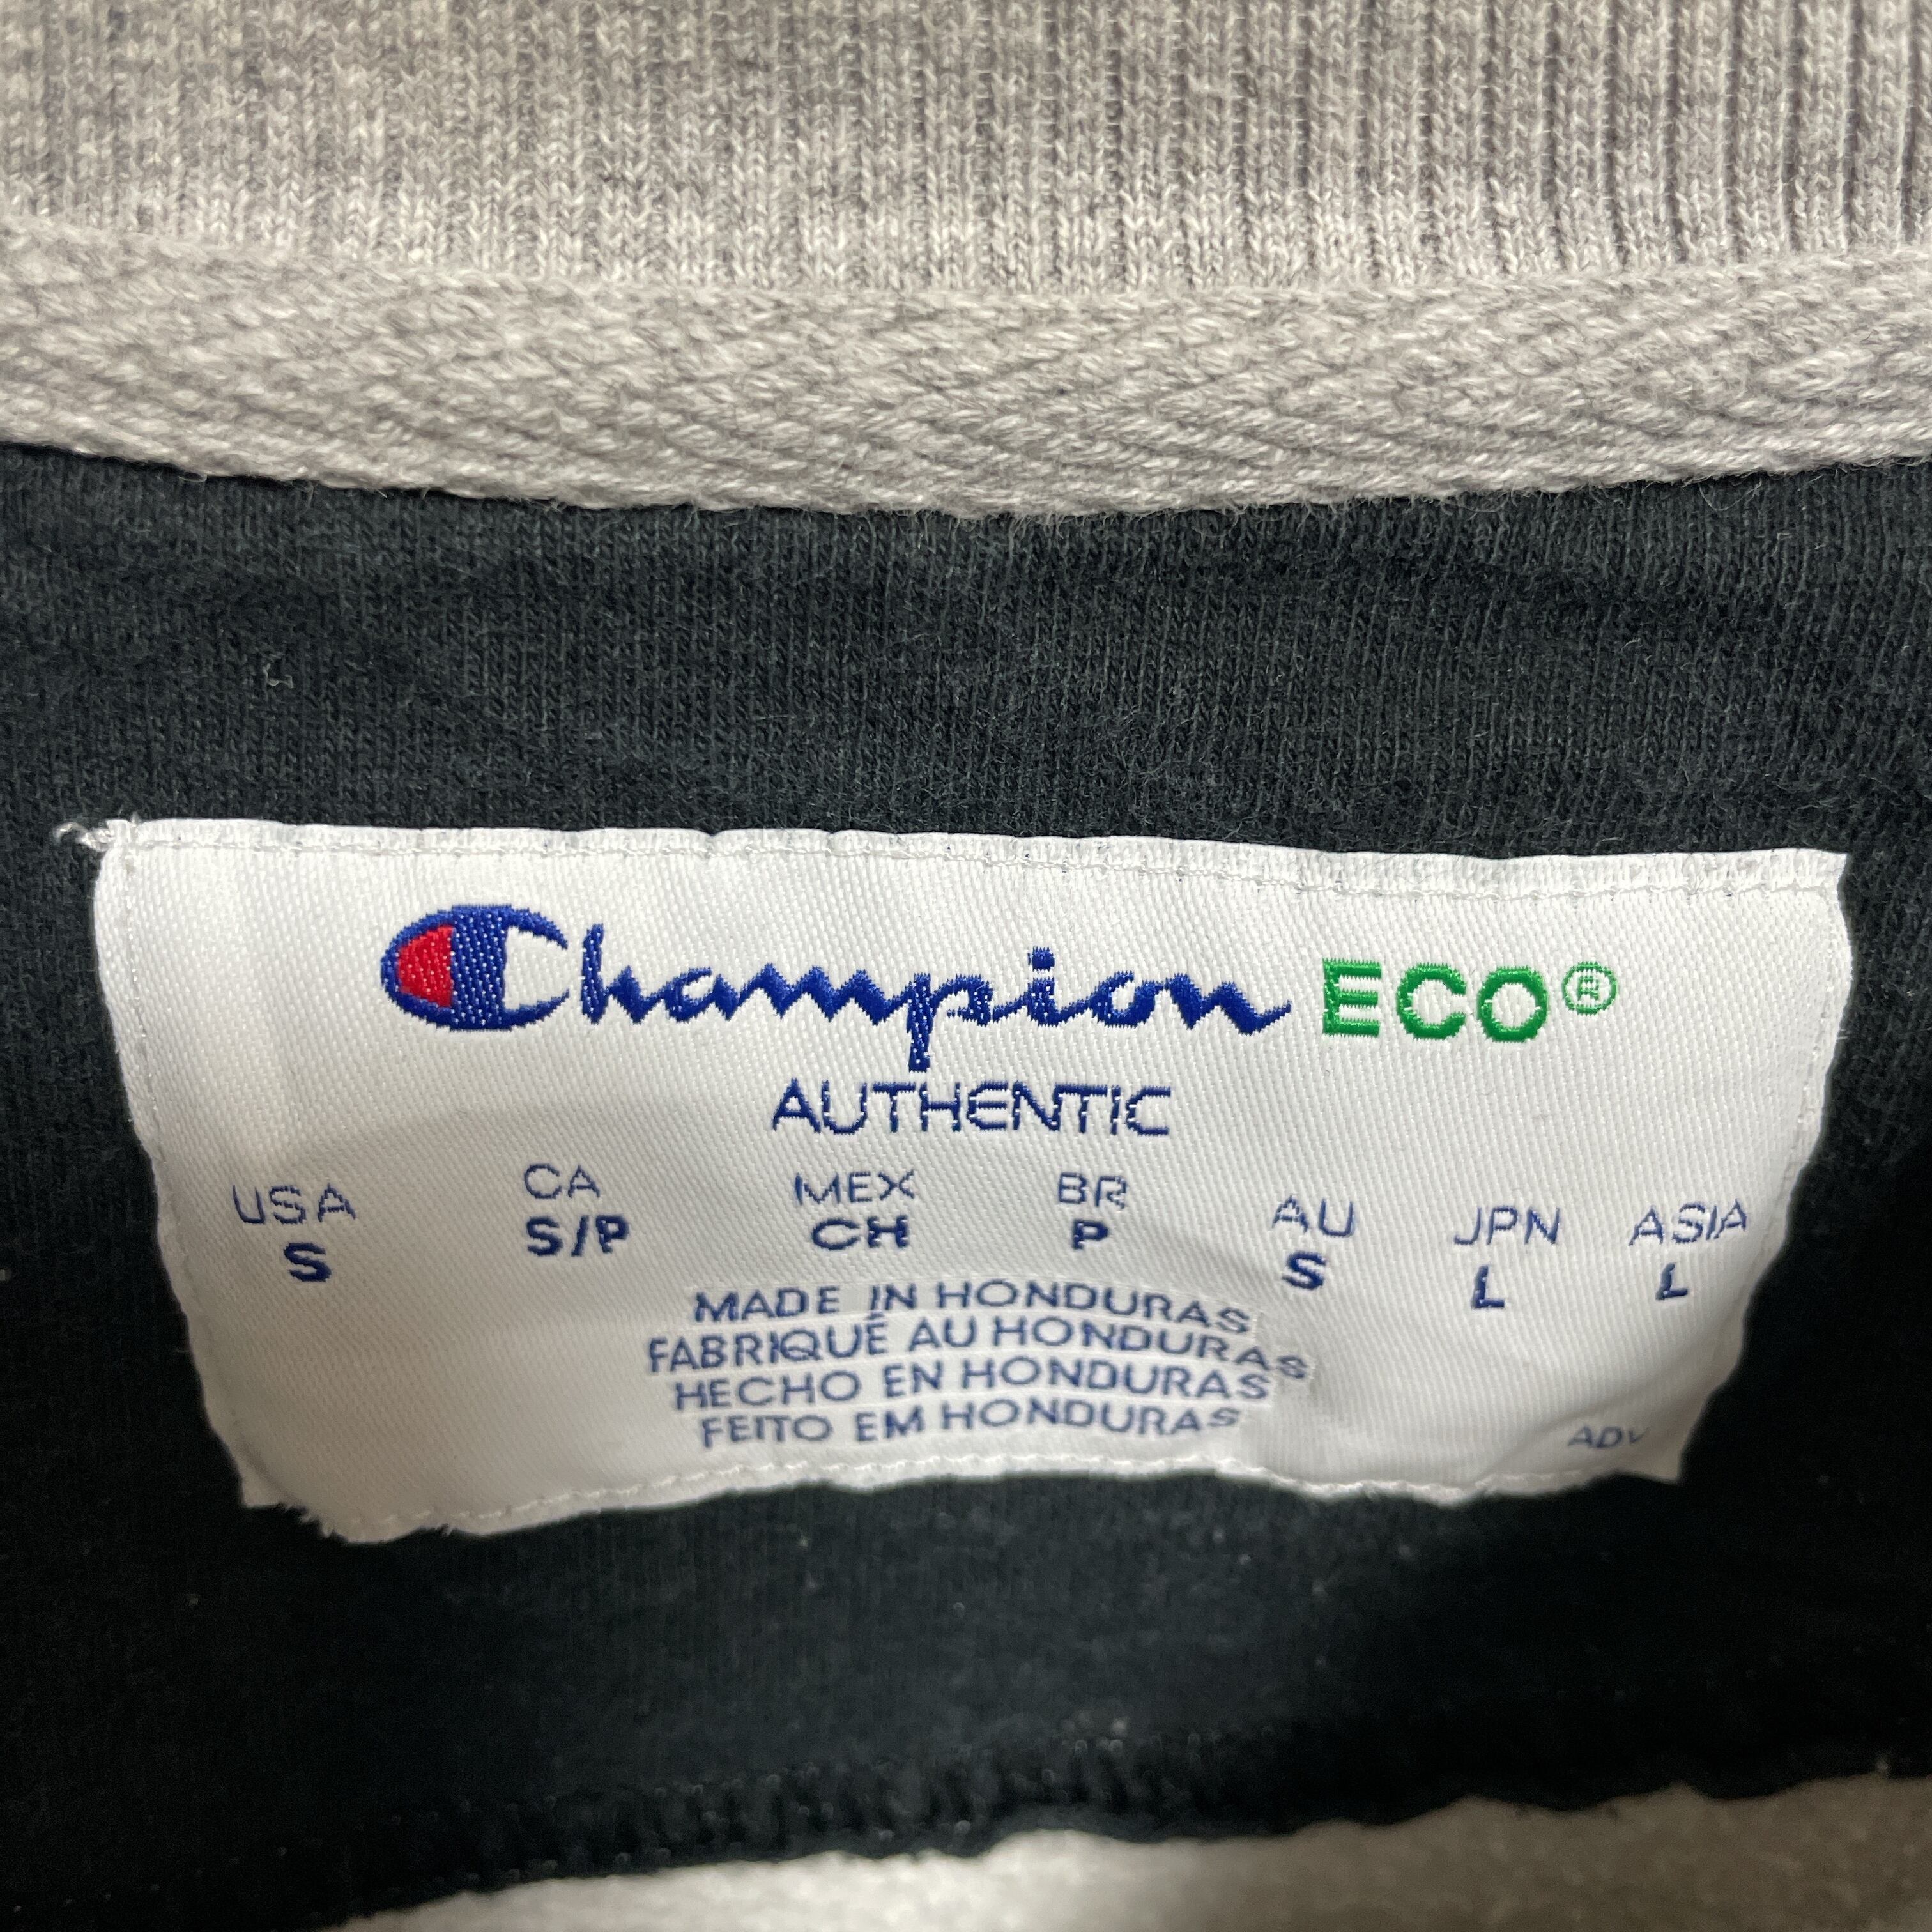 Champion ECO®
AUTHENTIC
USA CA MEX BR AU JPN ASIA
S S/P CH P S L L
MADE IN HONDURAS
FABRIQUÉ AU HONDURAS
HECHO EN HONDURAS
FEITO EM HONDURAS
ADV